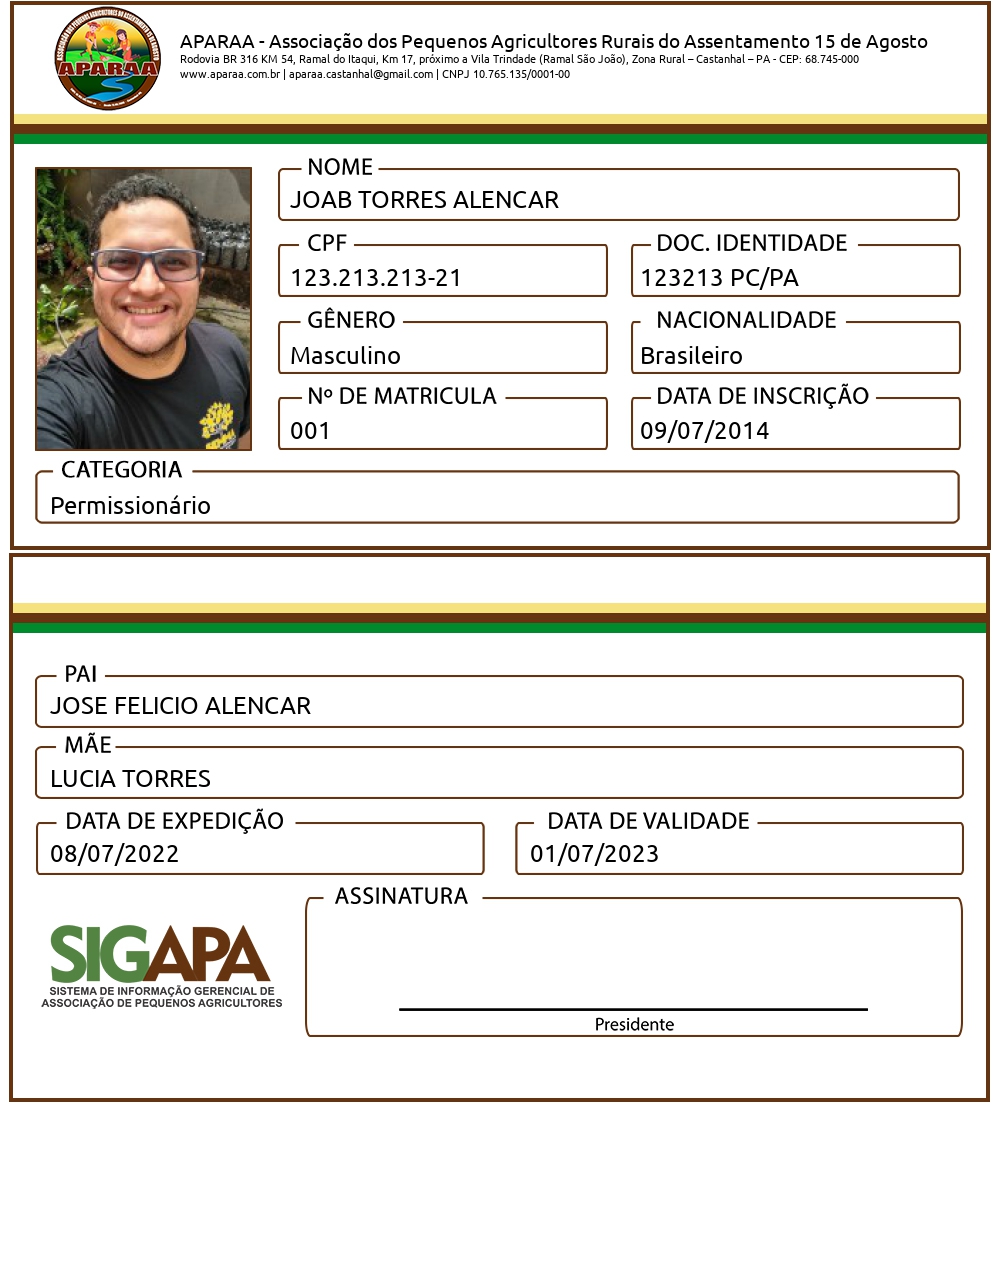 APARAA - Associação dos Pequenos Agricultores Rurais do Assentamento 15 de Agosto
Rodovia BR 316 KM 54, Ramal do Itaqui, Km 17, próximo a Vila Trindade (Ramal São João), Zona Rural – Castanhal – PA - CEP: 68.745-000
www.aparaa.com.br | aparaa.castanhal@gmail.com | CNPJ 10.765.135/0001-00
APARAA
NOME
JOAB TORRES ALENCAR
CPF
123.213.213-21
DOC. IDENTIDADE
123213 PC/PA
GÊNERO
Masculino
NACIONALIDADE
Brasileiro
Nº DE MATRICULA
001
DATA DE INSCRIÇÃO
09/07/2014
CATEGORIA
Permissionário
PAI
JOSE FELICIO ALENCAR
MÃE
LUCIA TORRES
DATA DE EXPEDIÇÃO
08/07/2022
DATA DE VALIDADE
01/07/2023
SIGAPA
SISTEMA DE INFORMAÇÃO GERENCIAL DE
ASSOCIAÇÃO DE PEQUENOS AGRICULTORES
ASSINATURA
Presidente